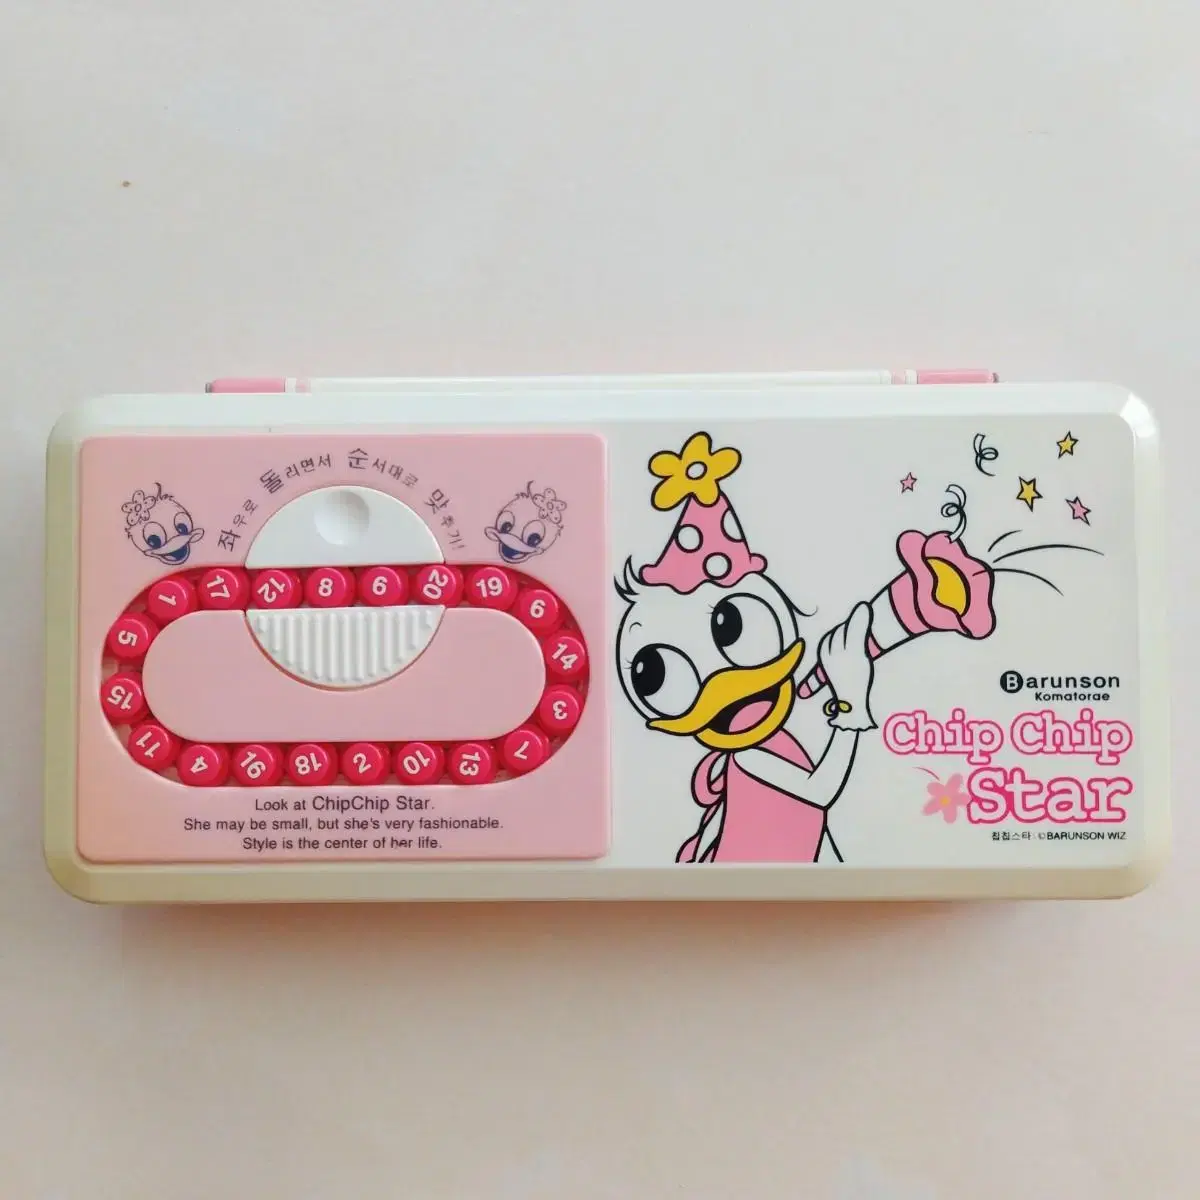 좌우로 돌리면서 순서대로 맞추기!
1 17 12 8 6 20 19 6 14 3 7 13 10 2 18 16 4 11 15 5
Look at ChipChip Star.
She may be small, but she's very fashionable.
Style is the center of her life.
Barunson
Komatorae
Chip Chip
Star
칩칩스타 : ©BARUNSON WIZ